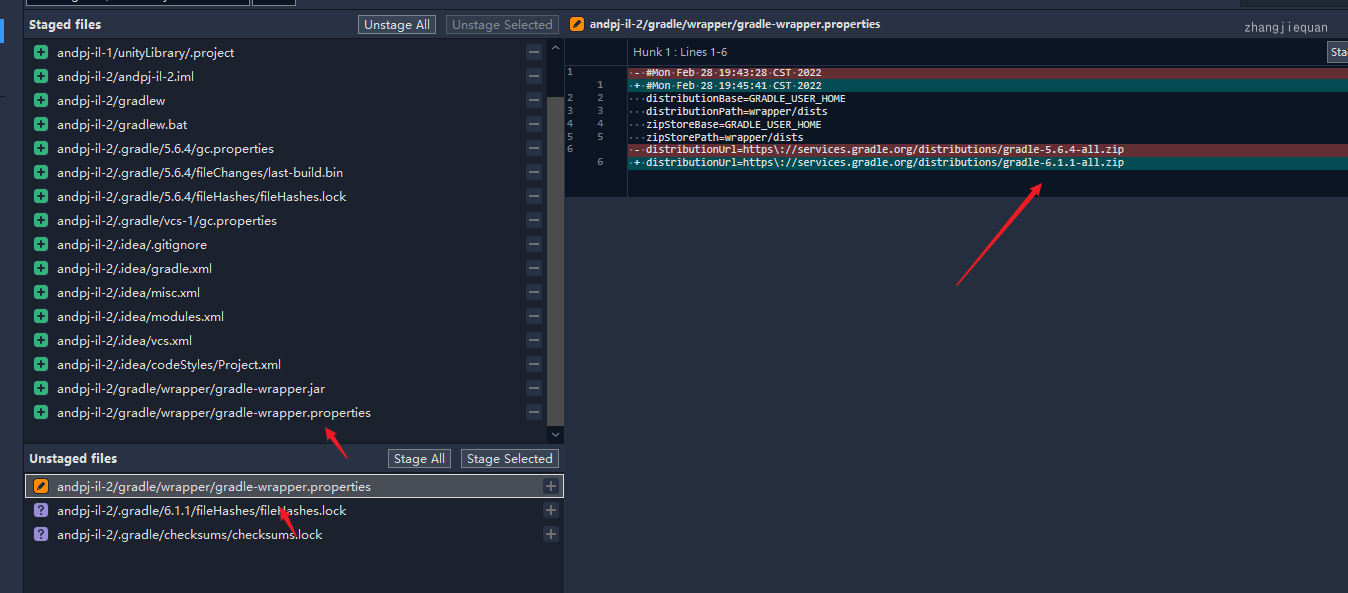 Staged files
Unstage All
Unstage Selected
andpj-il-1/unityLibrary/.project
andpj-il-2/andpj-il-2.iml
andpj-il-2/gradlew
andpj-il-2/gradlew.bat
andpj-il-2/.gradle/5.6.4/gc.properties
andpj-il-2/.gradle/5.6.4/fileChanges/last-build.bin
andpj-il-2/.gradle/5.6.4/fileHashes/fileHashes.lock
andpj-il-2/.gradle/vcs-1/gc.properties
andpj-il-2/.idea/.gitignore
andpj-il-2/.idea/gradle.xml
andpj-il-2/.idea/misc.xml
andpj-il-2/.idea/modules.xml
andpj-il-2/.idea/vcs.xml
andpj-il-2/.idea/codeStyles/Project.xml
andpj-il-2/gradle/wrapper/gradle-wrapper.jar
andpj-il-2/gradle/wrapper/gradle-wrapper.properties
Unstaged files
Stage All
Stage Selected
andpj-il-2/gradle/wrapper/gradle-wrapper.properties
? andpj-il-2/.gradle/6.1.1/fileHashes/fileHashes.lock
? andpj-il-2/.gradle/checksums/checksums.lock
andpj-il-2/gradle/wrapper/gradle-wrapper.properties
zhangjiequan
Hunk 1 : Lines 1-6
Sta
1 - #Mon Feb 28 19:43:28 CST 2022
1 + #Mon Feb 28 19:45:41 CST 2022
2 2 distributionBase=GRADLE_USER_HOME
3 3 distributionPath=wrapper/dists
4 4 zipStoreBase=GRADLE_USER_HOME
5 5 zipStorePath=wrapper/dists
6 - distributionUrl=https\://services.gradle.org/distributions/gradle-5.6.4-all.zip
6 + distributionUrl=https\://services.gradle.org/distributions/gradle-6.1.1-all.zip